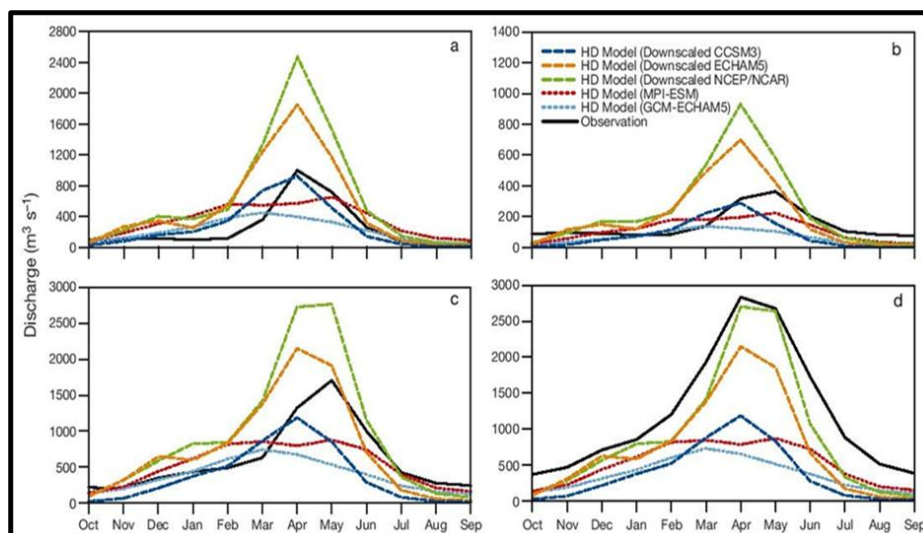 a
2800
2400
2000
1600
1200
800
400
0
b
1400
1200
1000
800
600
400
200
0
HD Model (Downscaled CCSM3)
HD Model (Downscaled ECHAM5)
HD Model (Downscaled NCEP/NCAR)
HD Model (MPI-ESM)
HD Model (GCM-ECHAM5)
Observation
Discharge (m³ s⁻¹)
c
3000
2500
2000
1500
1000
500
0
Oct Nov Dec Jan Feb Mar Apr May Jun Jul Aug Sep
d
3000
2500
2000
1500
1000
500
0
Oct Nov Dec Jan Feb Mar Apr May Jun Jul Aug Sep